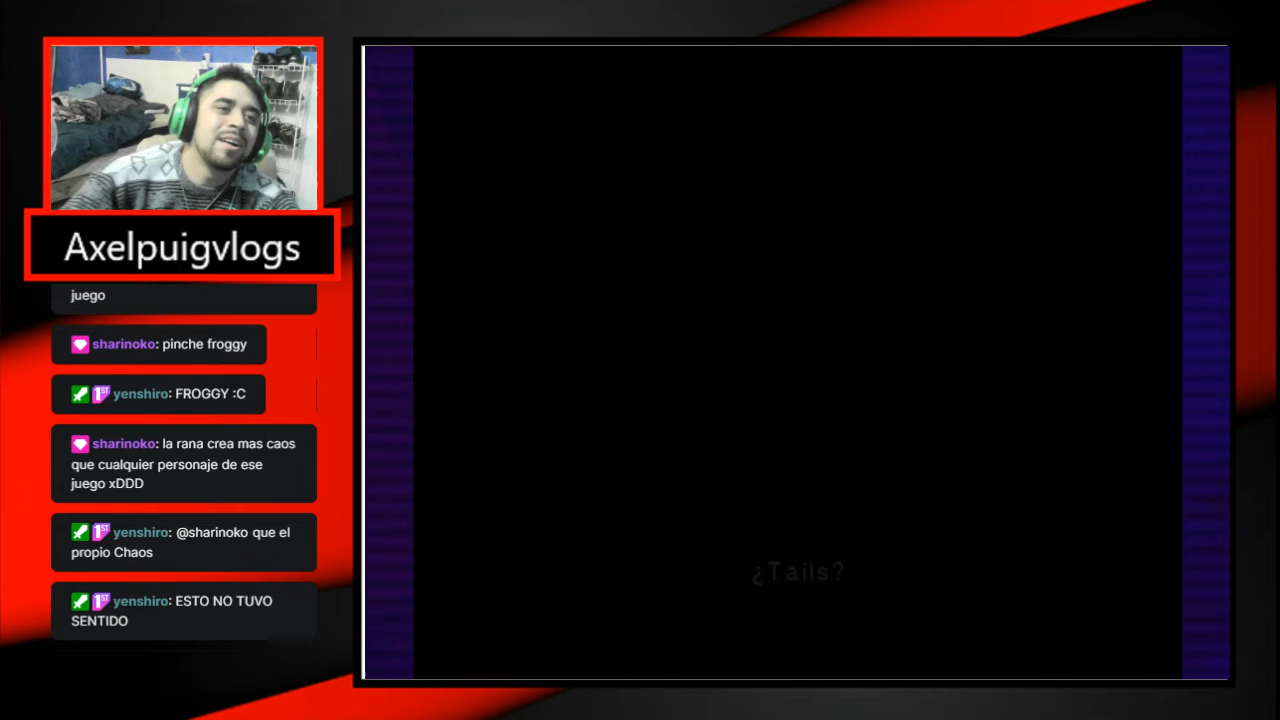 Axelpuigvlogs
juego
sharinoko: pinche froggy
yenshiro: FROGGY :C
sharinoko: la rana crea mas caos
que cualquier personaje de ese
juego xDDD
yenshiro: @sharinoko que el
propio Chaos
yenshiro: ESTO NO TUVO
SENTIDO
¿Tails?